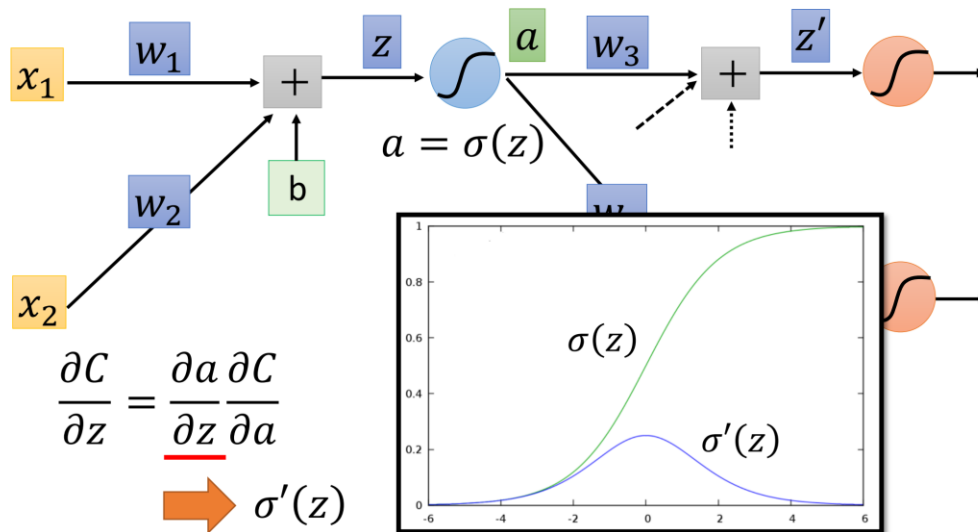 x₁
w₁
+
z
a
w₃
+
z′
a = σ(z)
b
w₂
x₂
w
∂C/∂z = ∂a/∂z ∂C/∂a
σ′(z)
1
0.8
0.6
0.4
0.2
0
σ(z)
σ′(z)
-6 -4 -2 0 2 4 6